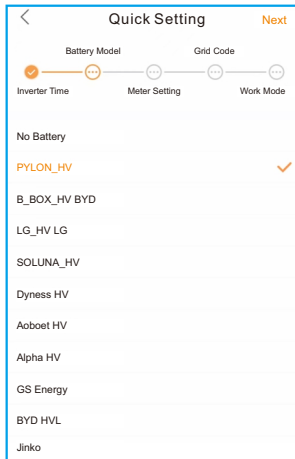 Quick Setting Next
Battery Model Grid Code
Inverter Time Meter Setting Work Mode
No Battery
PYLON_HV
B_BOX_HV BYD
LG_HV LG
SOLUNA_HV
Dyness HV
Aoboet HV
Alpha HV
GS Energy
BYD HVL
Jinko